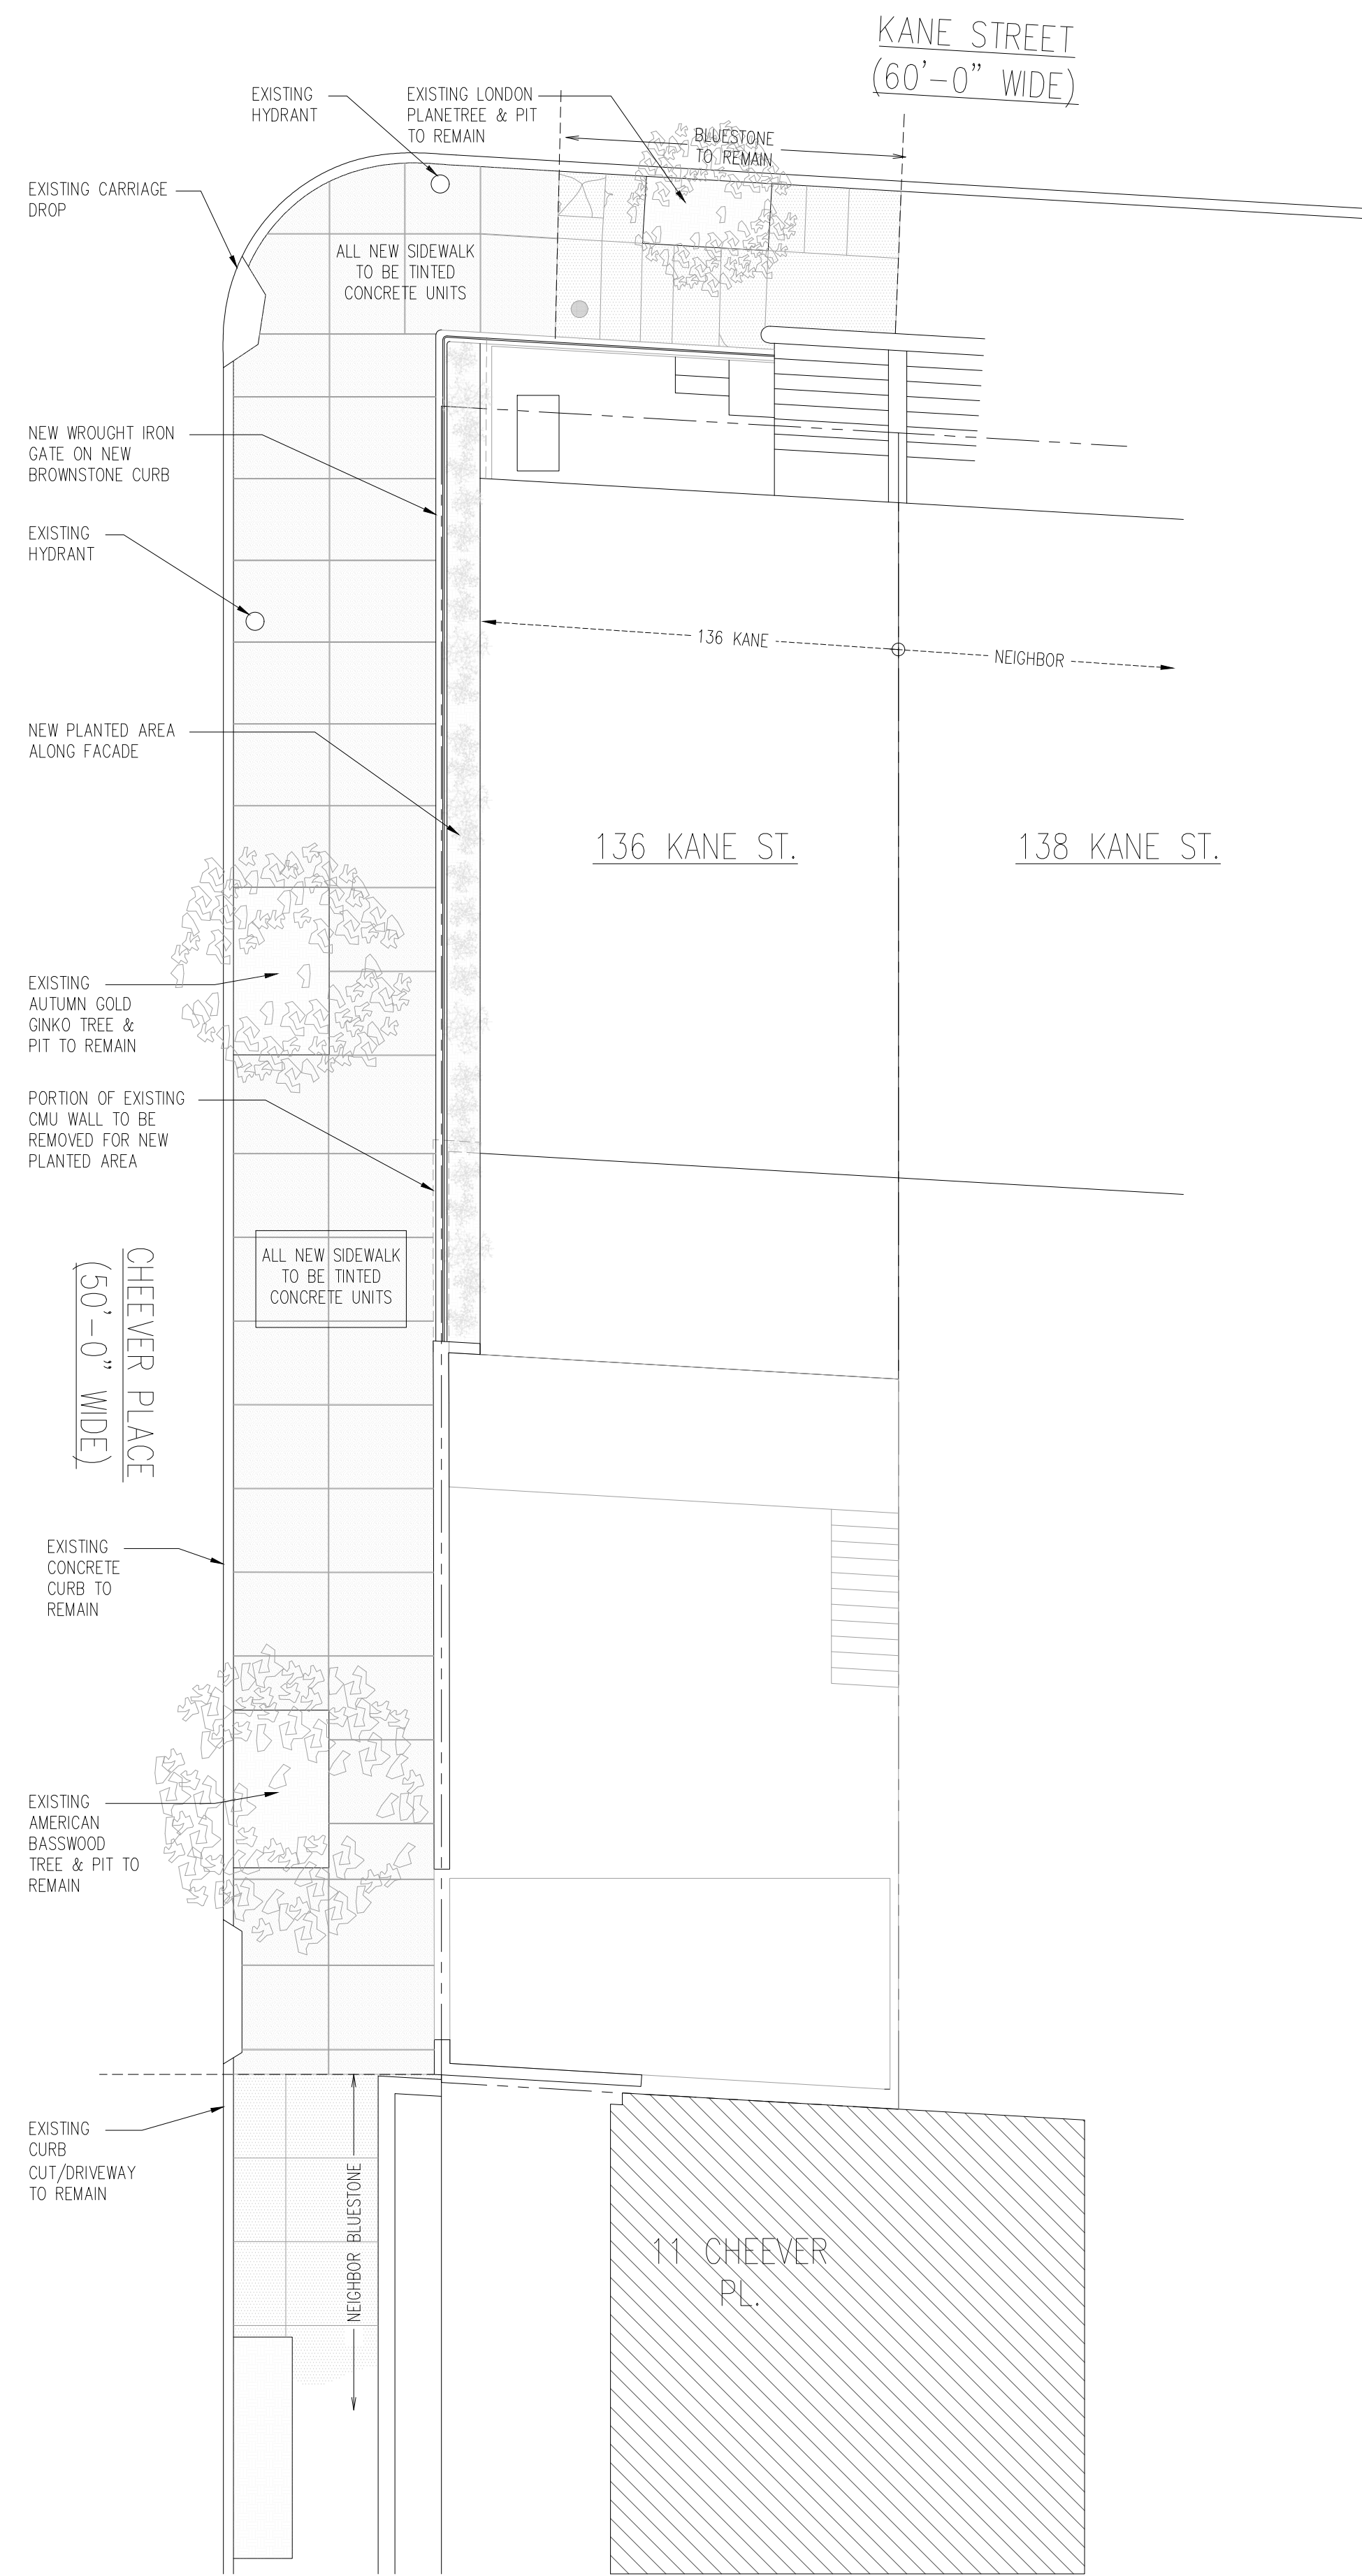 KANE STREET
(60'-0" WIDE)
EXISTING
HYDRANT
EXISTING LONDON
PLANETREE & PIT
TO REMAIN
BLUESTONE
TO REMAIN
EXISTING CARRIAGE
DROP
ALL NEW SIDEWALK
TO BE TINTED
CONCRETE UNITS
NEW WROUGHT IRON
GATE ON NEW
BROWNSTONE CURB
EXISTING
HYDRANT
136 KANE
NEIGHBOR
NEW PLANTED AREA
ALONG FACADE
136 KANE ST.
138 KANE ST.
EXISTING
AUTUMN GOLD
GINKO TREE &
PIT TO REMAIN
PORTION OF EXISTING
CMU WALL TO BE
REMOVED FOR NEW
PLANTED AREA
ALL NEW SIDEWALK
TO BE TINTED
CONCRETE UNITS
CHEEVER PLACE
(50'-0" WIDE)
EXISTING
CONCRETE
CURB TO
REMAIN
EXISTING
AMERICAN
BASSWOOD
TREE & PIT TO
REMAIN
EXISTING
CURB
CUT/DRIVEWAY
TO REMAIN
NEIGHBOR BLUESTONE
11 CHEEVER
PL.